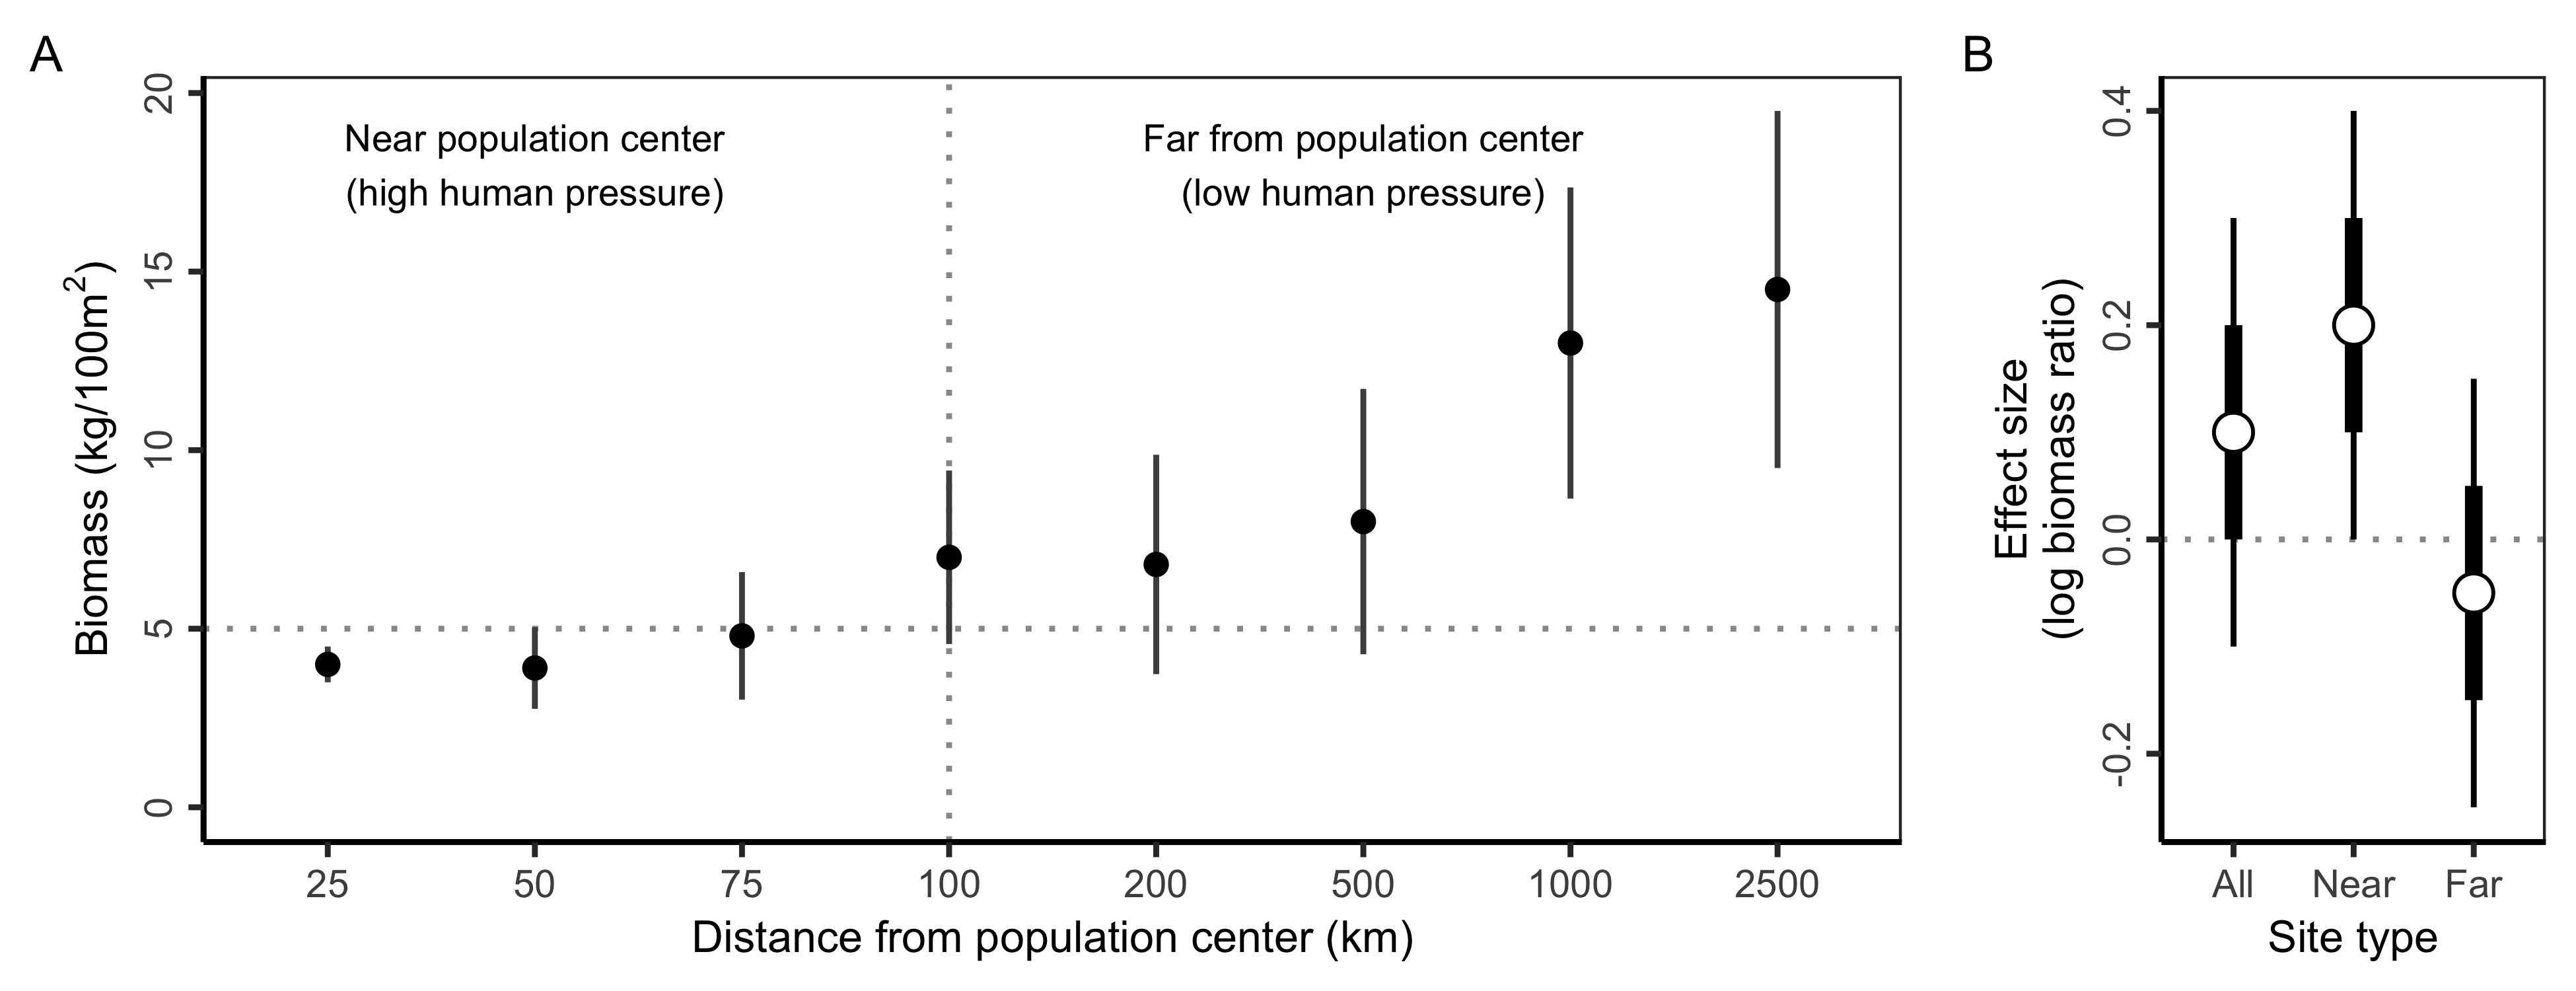 A
20
15
10
5
0
Biomass (kg/100m²)
Near population center
(high human pressure)
Far from population center
(low human pressure)
25 50 75 100 200 500 1000 2500
Distance from population center (km)
B
0.4
0.2
0.0
-0.2
Effect size
(log biomass ratio)
All Near Far
Site type